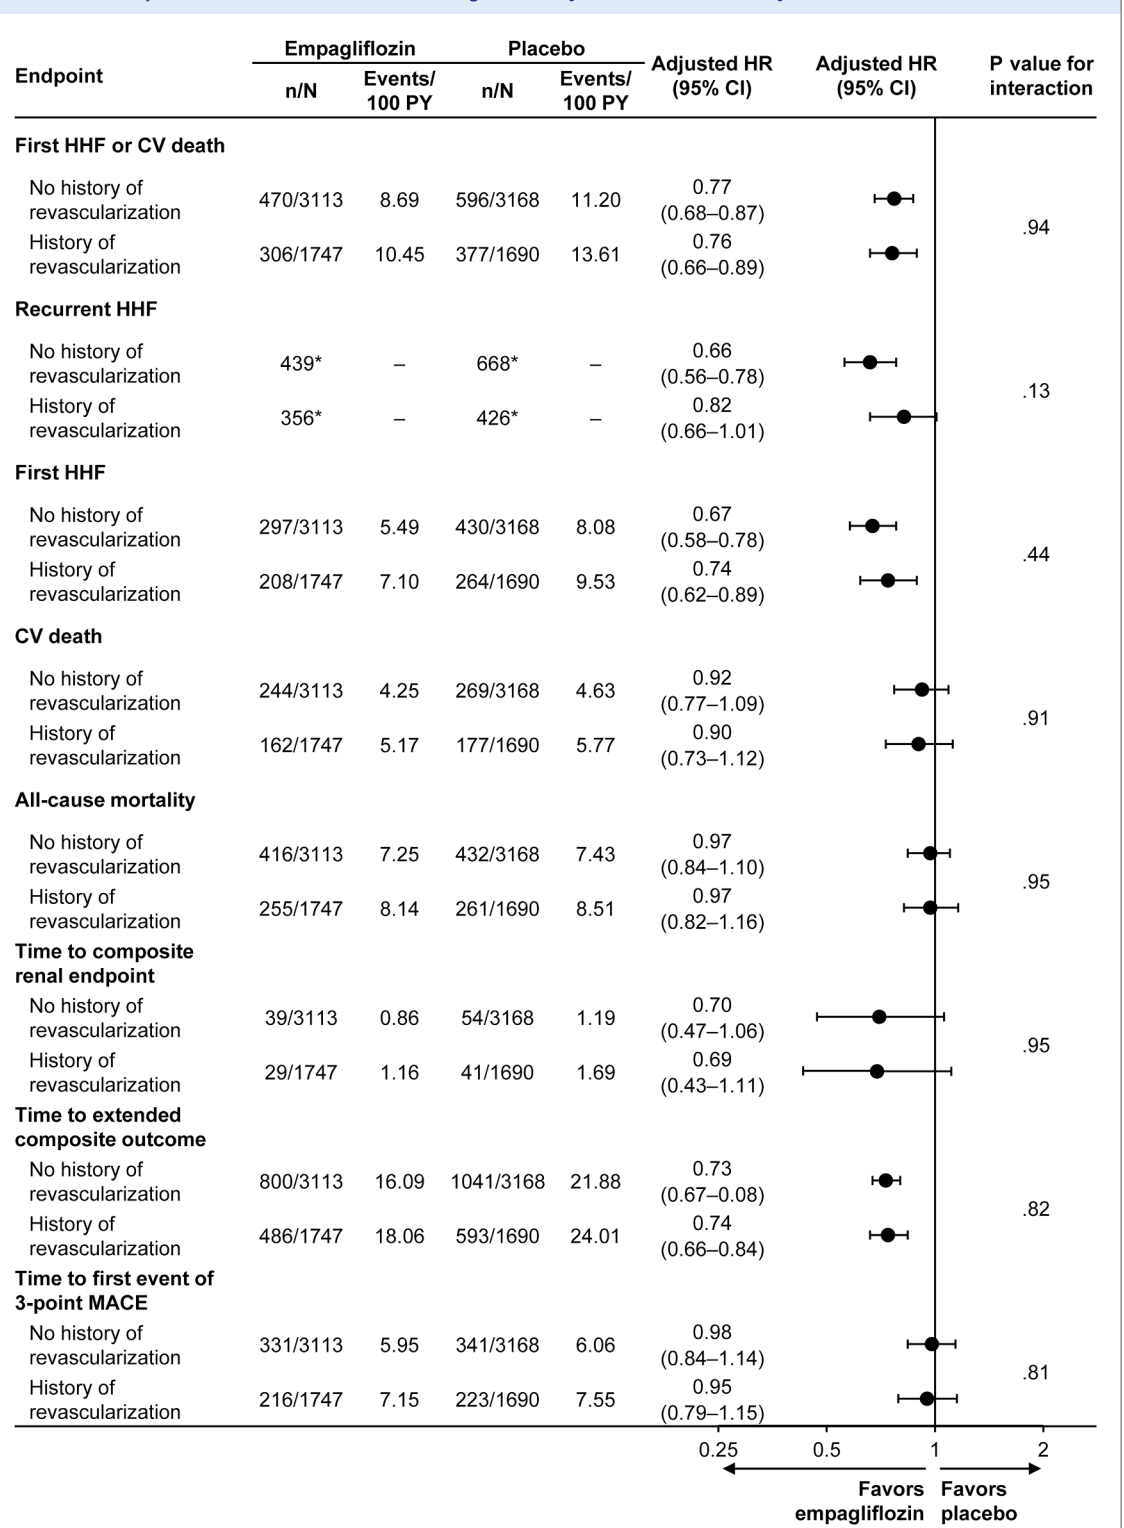 Empagliflozin Placebo
Endpoint n/N Events/ 100 PY n/N Events/ 100 PY Adjusted HR (95% CI) Adjusted HR (95% CI) P value for interaction
First HHF or CV death
No history of
revascularization 470/3113 8.69 596/3168 11.20 0.77
(0.68–0.87)
.94
History of
revascularization 306/1747 10.45 377/1690 13.61 0.76
(0.66–0.89)
Recurrent HHF
No history of
revascularization 439* – 668* – 0.66
(0.56–0.78)
.13
History of
revascularization 356* – 426* – 0.82
(0.66–1.01)
First HHF
No history of
revascularization 297/3113 5.49 430/3168 8.08 0.67
(0.58–0.78)
.44
History of
revascularization 208/1747 7.10 264/1690 9.53 0.74
(0.62–0.89)
CV death
No history of
revascularization 244/3113 4.25 269/3168 4.63 0.92
(0.77–1.09)
.91
History of
revascularization 162/1747 5.17 177/1690 5.77 0.90
(0.73–1.12)
All-cause mortality
No history of
revascularization 416/3113 7.25 432/3168 7.43 0.97
(0.84–1.10)
.95
History of
revascularization 255/1747 8.14 261/1690 8.51 0.97
(0.82–1.16)
Time to composite
renal endpoint
No history of
revascularization 39/3113 0.86 54/3168 1.19 0.70
(0.47–1.06)
.95
History of
revascularization 29/1747 1.16 41/1690 1.69 0.69
(0.43–1.11)
Time to extended
composite outcome
No history of
revascularization 800/3113 16.09 1041/3168 21.88 0.73
(0.67–0.08)
.82
History of
revascularization 486/1747 18.06 593/1690 24.01 0.74
(0.66–0.84)
Time to first event of
3-point MACE
No history of
revascularization 331/3113 5.95 341/3168 6.06 0.98
(0.84–1.14)
.81
History of
revascularization 216/1747 7.15 223/1690 7.55 0.95
(0.79–1.15)
0.25 0.5 1 2
Favors Favors
empagliflozin placebo